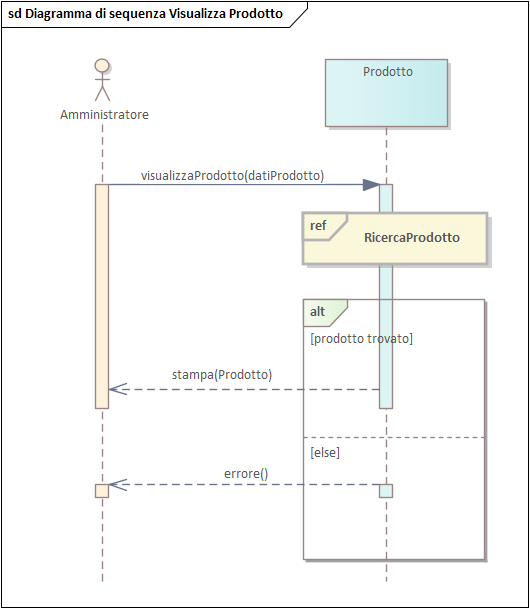 sd Diagramma di sequenza Visualizza Prodotto
Prodotto
Amministratore
visualizzaProdotto(datiProdotto)
ref
RicercaProdotto
alt
[prodotto trovato]
stampa(Prodotto)
[else]
errore()